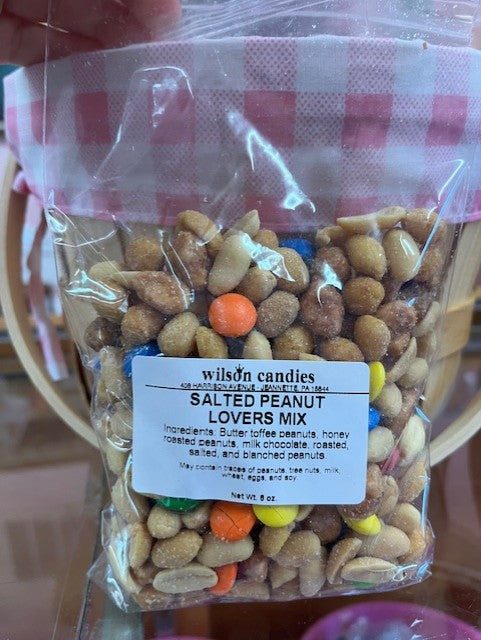 wilson candies
408 HARRISON AVENUE - JEANNETTE, PA 15644
SALTED PEANUT
LOVERS MIX
Ingredients: Butter toffee peanuts, honey
roasted peanuts, milk chocolate, roasted,
salted, and blanched peanuts.
May contain traces of peanuts, tree nuts, milk,
wheat, eggs, and soy
Net Wt. 8 oz.